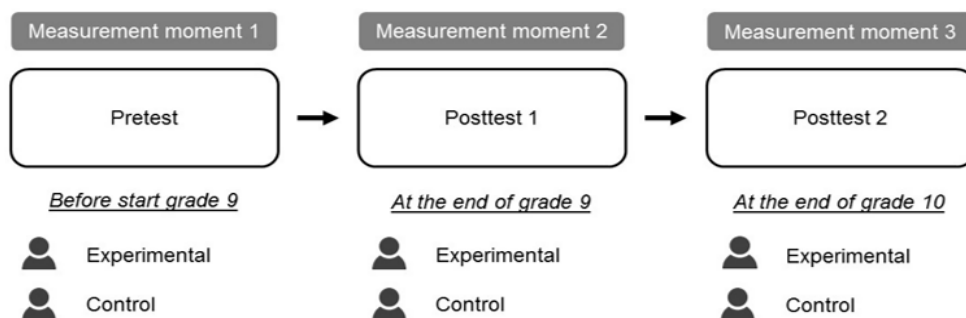 Measurement moment 1
Measurement moment 2
Measurement moment 3
Pretest
Posttest 1
Posttest 2
Before start grade 9
At the end of grade 9
At the end of grade 10
Experimental
Experimental
Experimental
Control
Control
Control